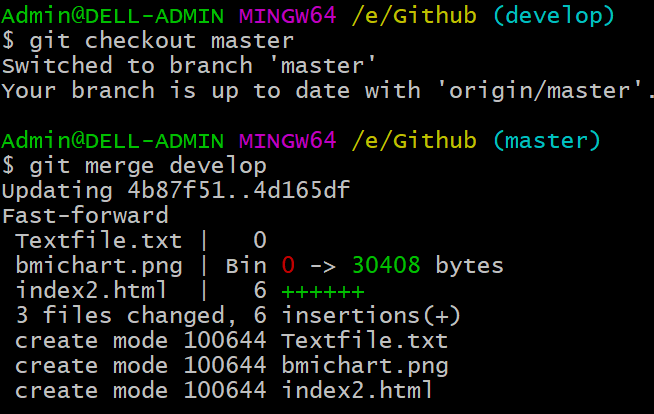 Admin@DELL-ADMIN MINGW64 /e/Github (develop)
$ git checkout master
Switched to branch 'master'
Your branch is up to date with 'origin/master'.
Admin@DELL-ADMIN MINGW64 /e/Github (master)
$ git merge develop
Updating 4b87f51..4d165df
Fast-forward
 Textfile.txt |   0
 bmichart.png | Bin 0 -> 30408 bytes
 index2.html  |   6 ++++++
 3 files changed, 6 insertions(+)
 create mode 100644 Textfile.txt
 create mode 100644 bmichart.png
 create mode 100644 index2.html